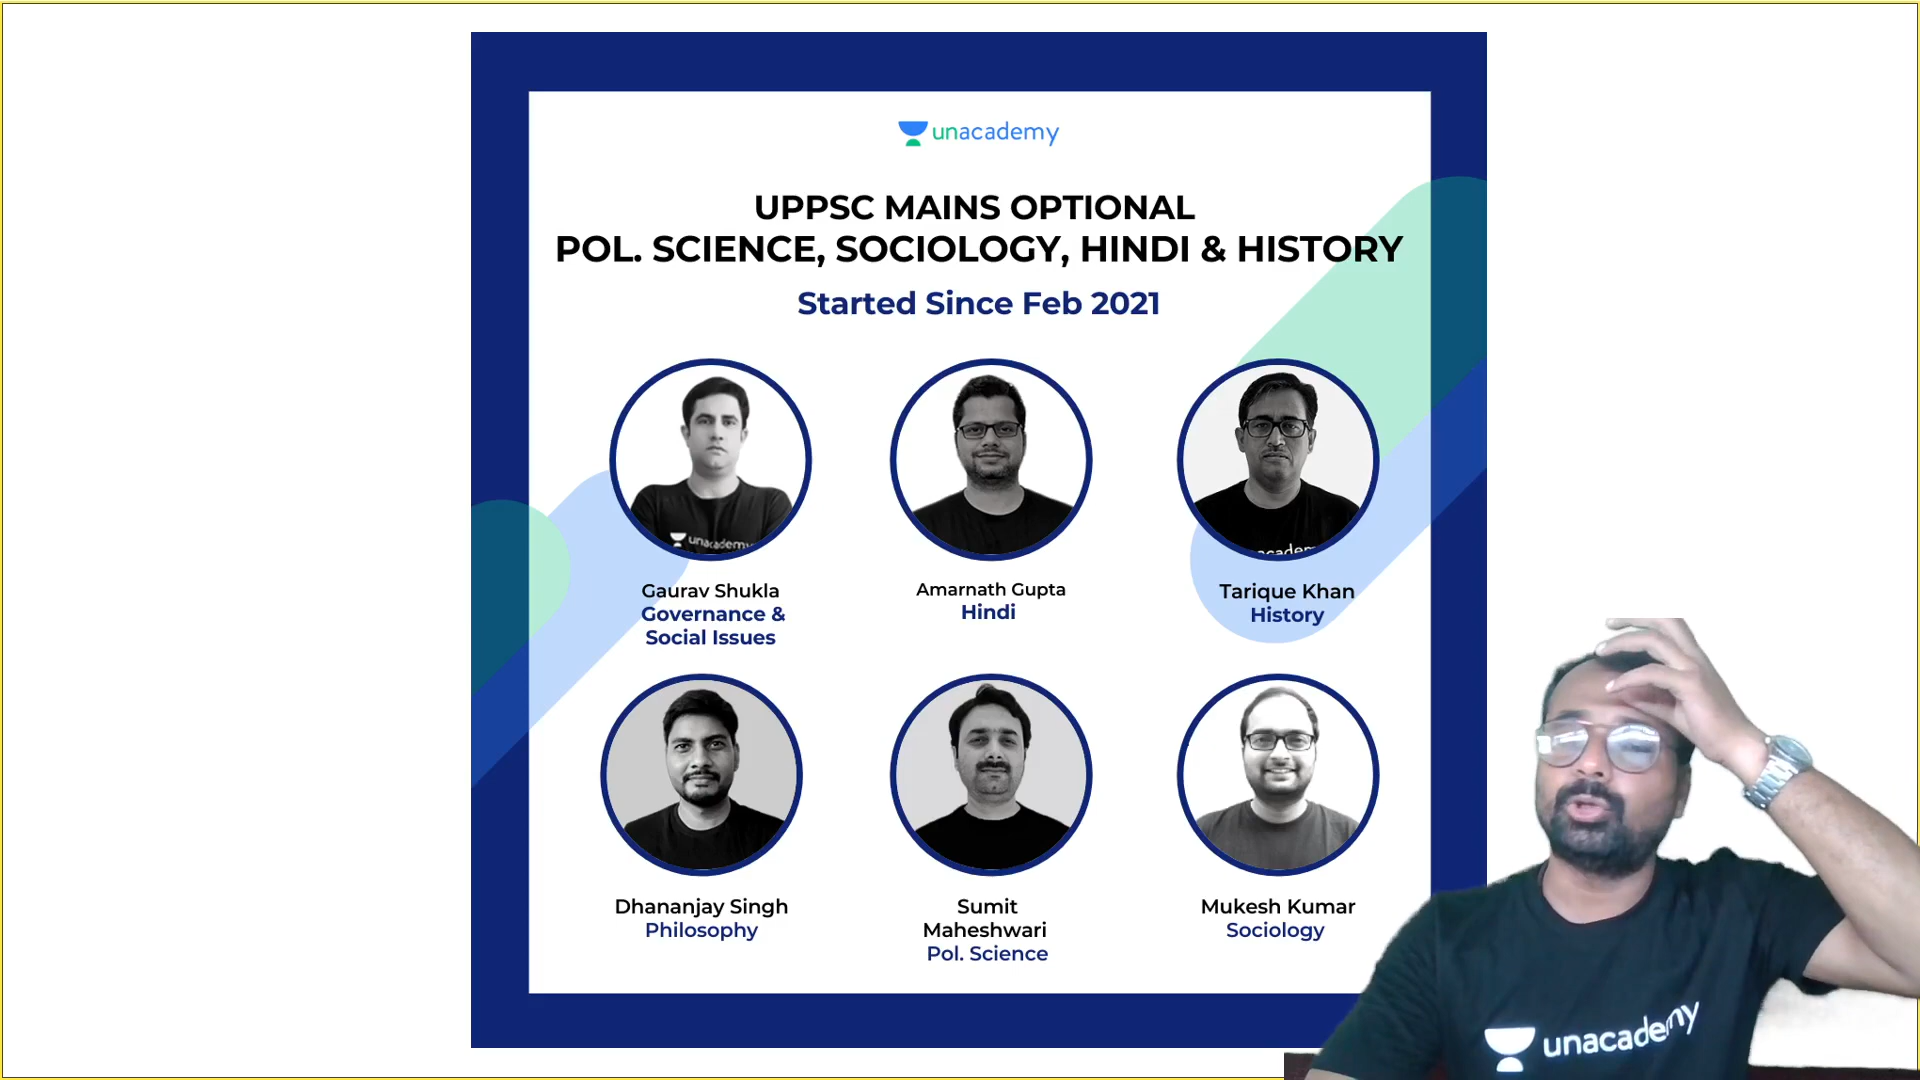 unacademy
UPPSC MAINS OPTIONAL
POL. SCIENCE, SOCIOLOGY, HINDI & HISTORY
Started Since Feb 2021
unacademy
Gaurav Shukla
Governance &
Social Issues
Amarnath Gupta
Hindi
Tarique Khan
History
Dhananjay Singh
Philosophy
Sumit
Maheshwari
Pol. Science
Mukesh Kumar
Sociology
unacademy